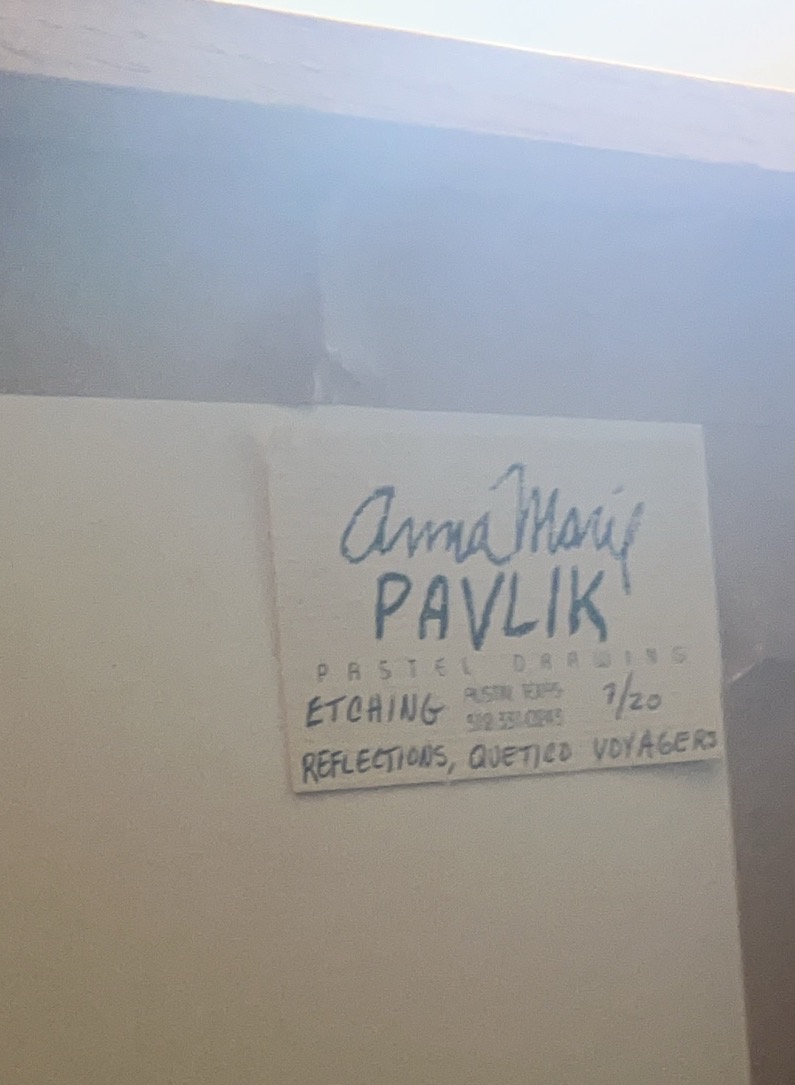 Anna Marie
PAVLIK
PASTEL DRAWING
ETCHING AUSTIN TEXAS 7/20
REFLECTIONS, QUETICO VOYAGERS